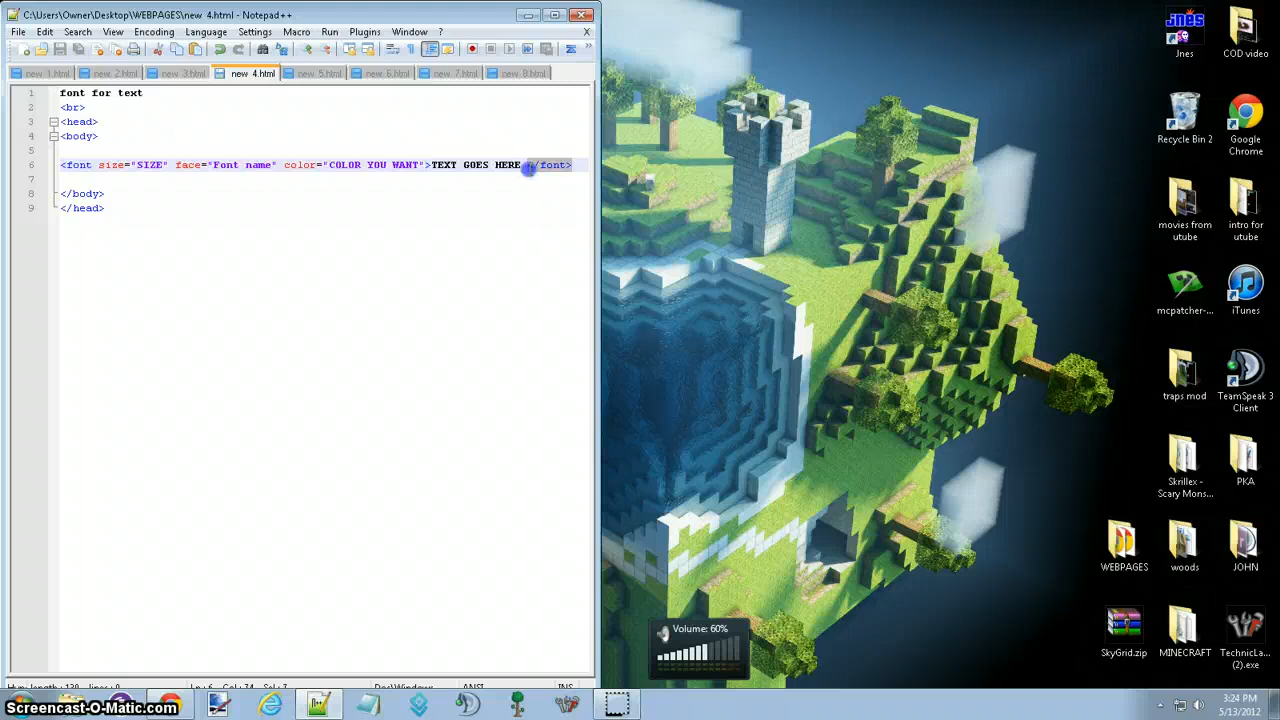 C:\Users\Owner\Desktop\WEBPAGES\new 4.html - Notepad++
File Edit Search View Encoding Language Settings Macro Run Plugins Window ? X
new 1.html new 2.html new 3.html new 4.html new 5.html new 6.html new 7.html new 8.html
1 font for text
2 <br>
3 <head>
4 <body>
5
6 <font size="SIZE" face="Font name" color="COLOR YOU WANT">TEXT GOES HERE </font>
7
8 </body>
9 </head>
Jnes
COD video
Recycle Bin 2
Google
Chrome
movies from
utube
intro for
utube
mcpatcher-...
iTunes
traps mod
TeamSpeak 3
Client
Skrillex -
Scary Mons...
PKA
WEBPAGES
woods
JOHN
SkyGrid.zip
MINECRAFT
TechnicLa...
(2).exe
Volume: 60%
Screencast-O-Matic.com
3:24 PM
5/13/2012